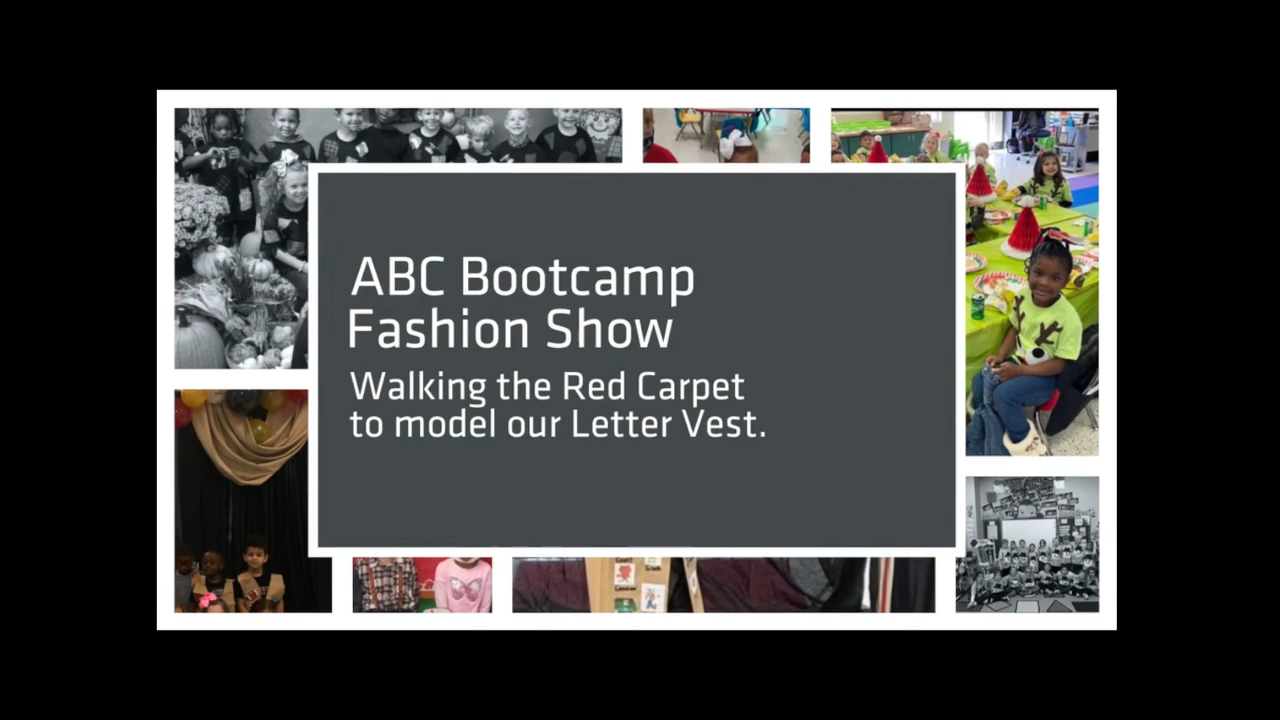 ABC Bootcamp
Fashion Show
Walking the Red Carpet
to model our Letter Vest.